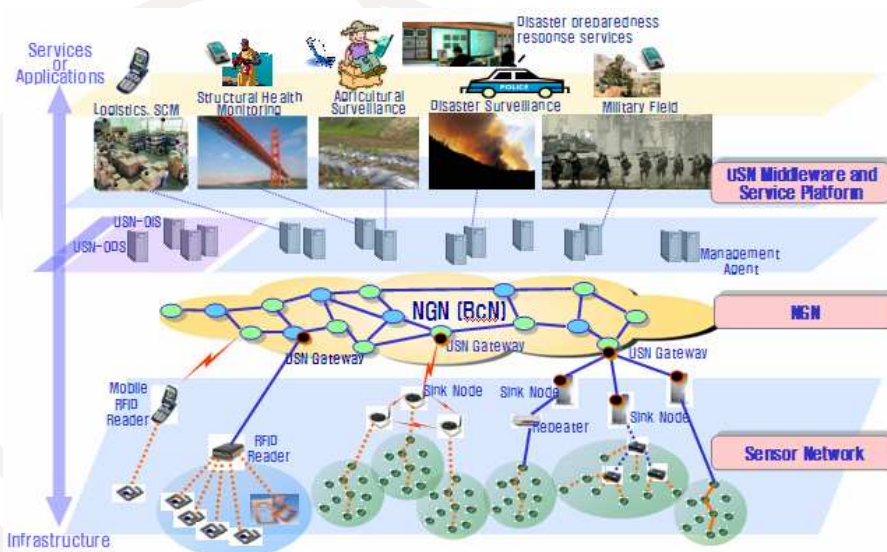 Disaster preparedness
response services
Services
or
Applications
POLICE
Logistics, SCM
Structural Health
Monitoring
Agricultural
Surveillance
Disaster Surveillance
Military Field
USN Middleware and
Service Platform
USN-OIS
USN-ODS
Management
Agent
NGN (BcN)
NGN
USN Gateway
USN Gateway
USN Gateway
Mobile
RFID
Reader
Sink Node
Sink Node
Sink Node
Repeater
RFID
Reader
Sensor Network
Infrastructure